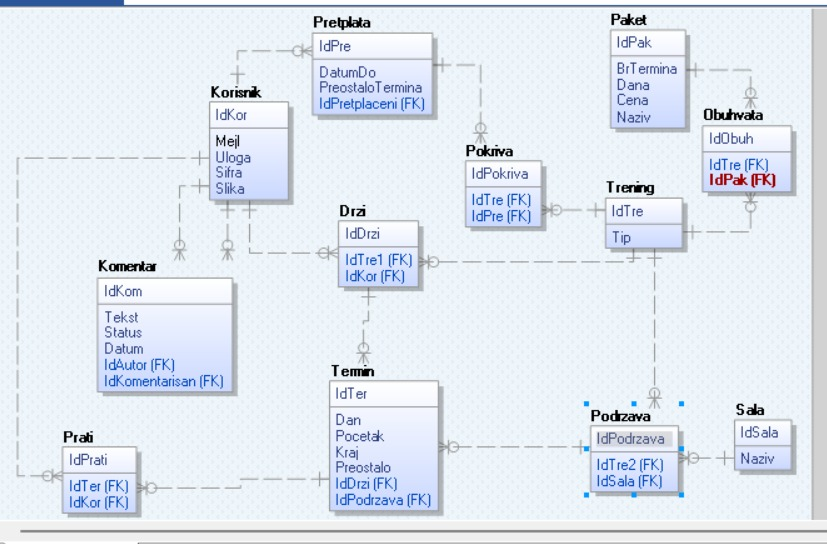 Pretplata
IdPre
DatumDo
PreostaloTermina
IdPretplaceni (FK)
Paket
IdPak
BrTermina
Dana
Cena
Naziv
Korisnik
IdKor
Mejl
Uloga
Sifra
Slika
Obuhvata
IdObuh
IdTre (FK)
IdPak (FK)
Pokriva
IdPokriva
IdTre (FK)
IdPre (FK)
Trening
IdTre
Tip
Drzi
IdDrzi
IdTre1 (FK)
IdKor (FK)
Komentar
IdKom
Tekst
Status
Datum
IdAutor (FK)
IdKomentarisan (FK)
Termin
IdTer
Dan
Pocetak
Kraj
Preostalo
IdDrzi (FK)
IdPodrzava (FK)
Podrzava
IdPodrzava
IdTre2 (FK)
IdSala (FK)
Sala
IdSala
Naziv
Prati
IdPrati
IdTer (FK)
IdKor (FK)